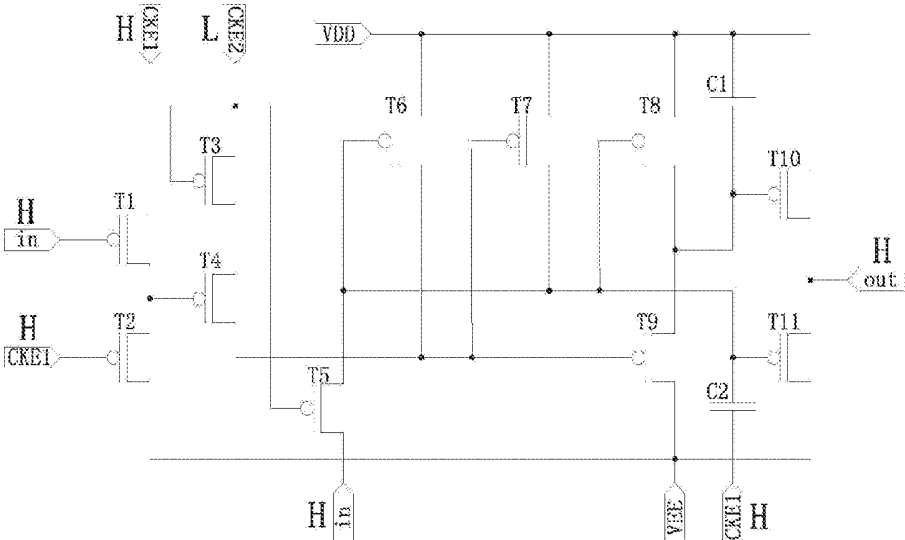 H
CKE1
L
CKE2
VDD
C1
T6
T7
T8
T3
T10
T1
H
in
T4
H
out
H
CKE1
T2
T9
T11
T5
C2
H
in
VEE
CKE1
H